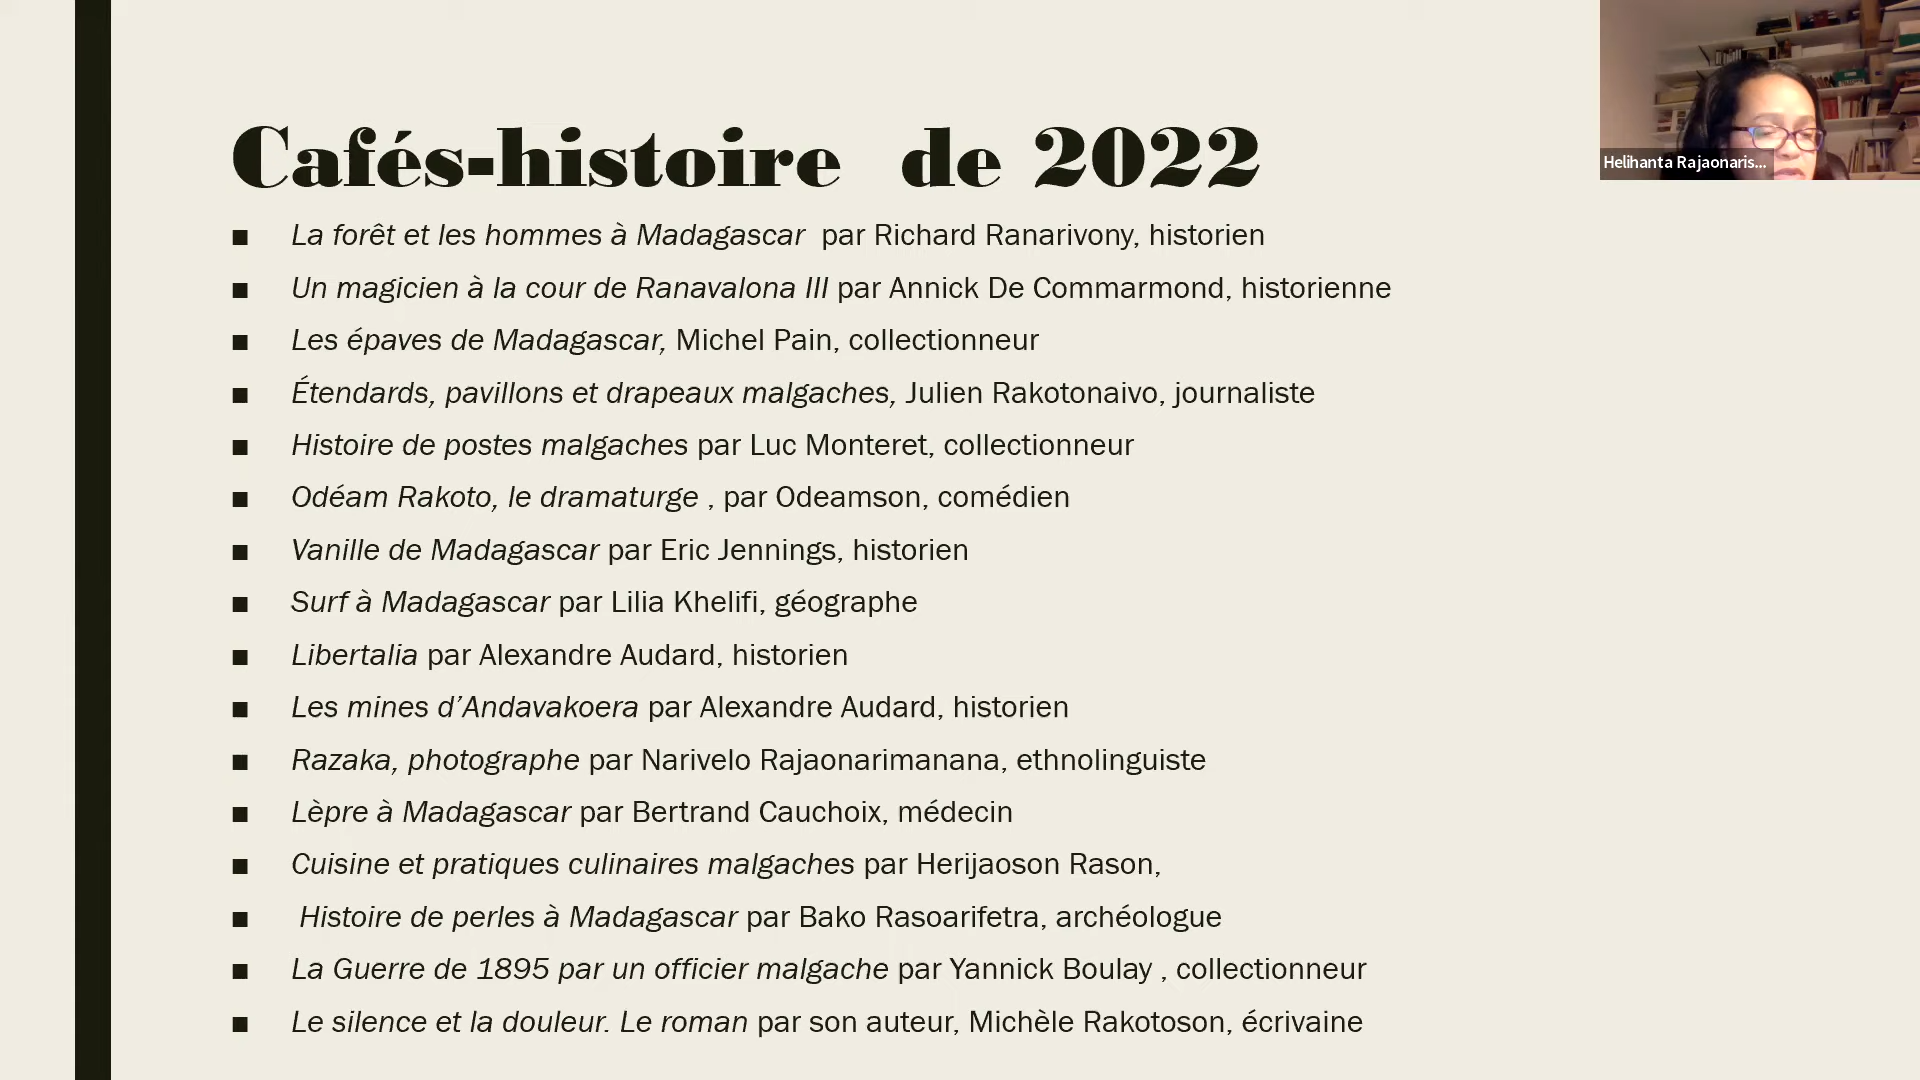 Cafés-histoire de 2022
Helihanta Rajaonaris...
■ La forêt et les hommes à Madagascar par Richard Ranarivony, historien
■ Un magicien à la cour de Ranavalona III par Annick De Commarmond, historienne
■ Les épaves de Madagascar, Michel Pain, collectionneur
■ Étendards, pavillons et drapeaux malgaches, Julien Rakotonaivo, journaliste
■ Histoire de postes malgaches par Luc Monteret, collectionneur
■ Odéam Rakoto, le dramaturge , par Odeamson, comédien
■ Vanille de Madagascar par Eric Jennings, historien
■ Surf à Madagascar par Lilia Khelifi, géographe
■ Libertalia par Alexandre Audard, historien
■ Les mines d’Andavakoera par Alexandre Audard, historien
■ Razaka, photographe par Narivelo Rajaonarimanana, ethnolinguiste
■ Lèpre à Madagascar par Bertrand Cauchoix, médecin
■ Cuisine et pratiques culinaires malgaches par Herijaoson Rason,
■ Histoire de perles à Madagascar par Bako Rasoarifetra, archéologue
■ La Guerre de 1895 par un officier malgache par Yannick Boulay , collectionneur
■ Le silence et la douleur. Le roman par son auteur, Michèle Rakotoson, écrivaine